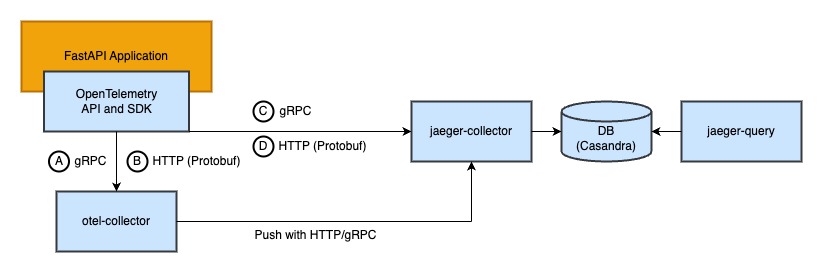 FastAPI Application
OpenTelemetry
API and SDK
C gRPC
jaeger-collector
DB
(Casandra)
jaeger-query
D HTTP (Protobuf)
A gRPC
B HTTP (Protobuf)
otel-collector
Push with HTTP/gRPC